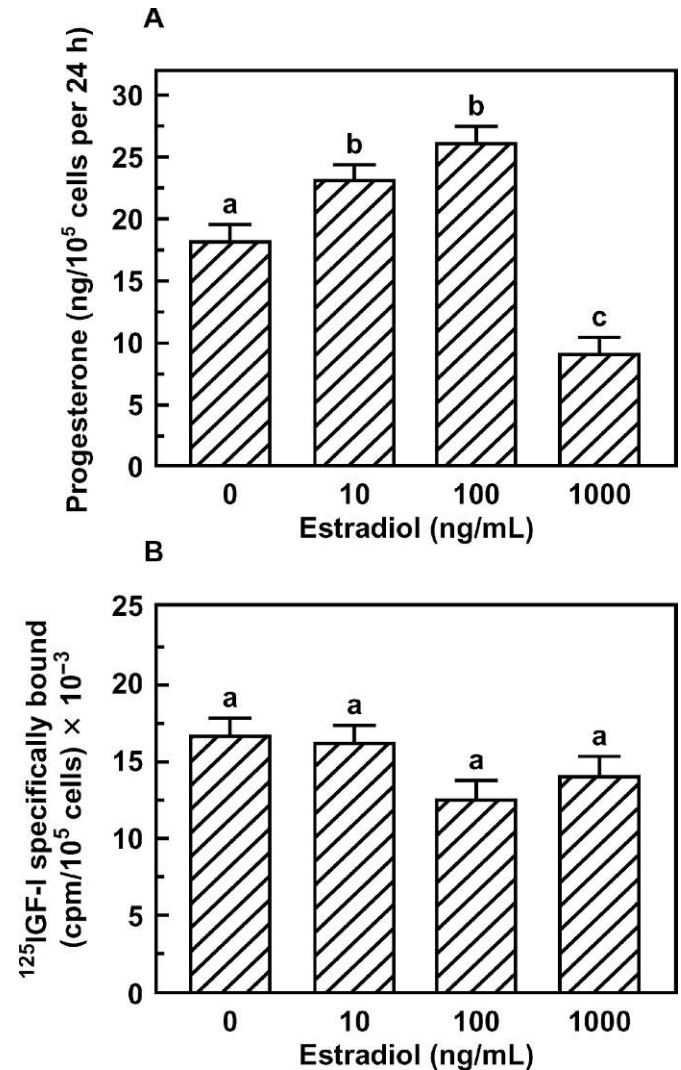 A
Progesterone (ng/10⁵ cells per 24 h)
30
25
20
15
10
5
0
a
b
b
c
0 10 100 1000
Estradiol (ng/mL)
B
¹²⁵IGF-I specifically bound
(cpm/10⁵ cells) × 10⁻³
25
20
15
10
5
0
a
a
a
a
0 10 100 1000
Estradiol (ng/mL)